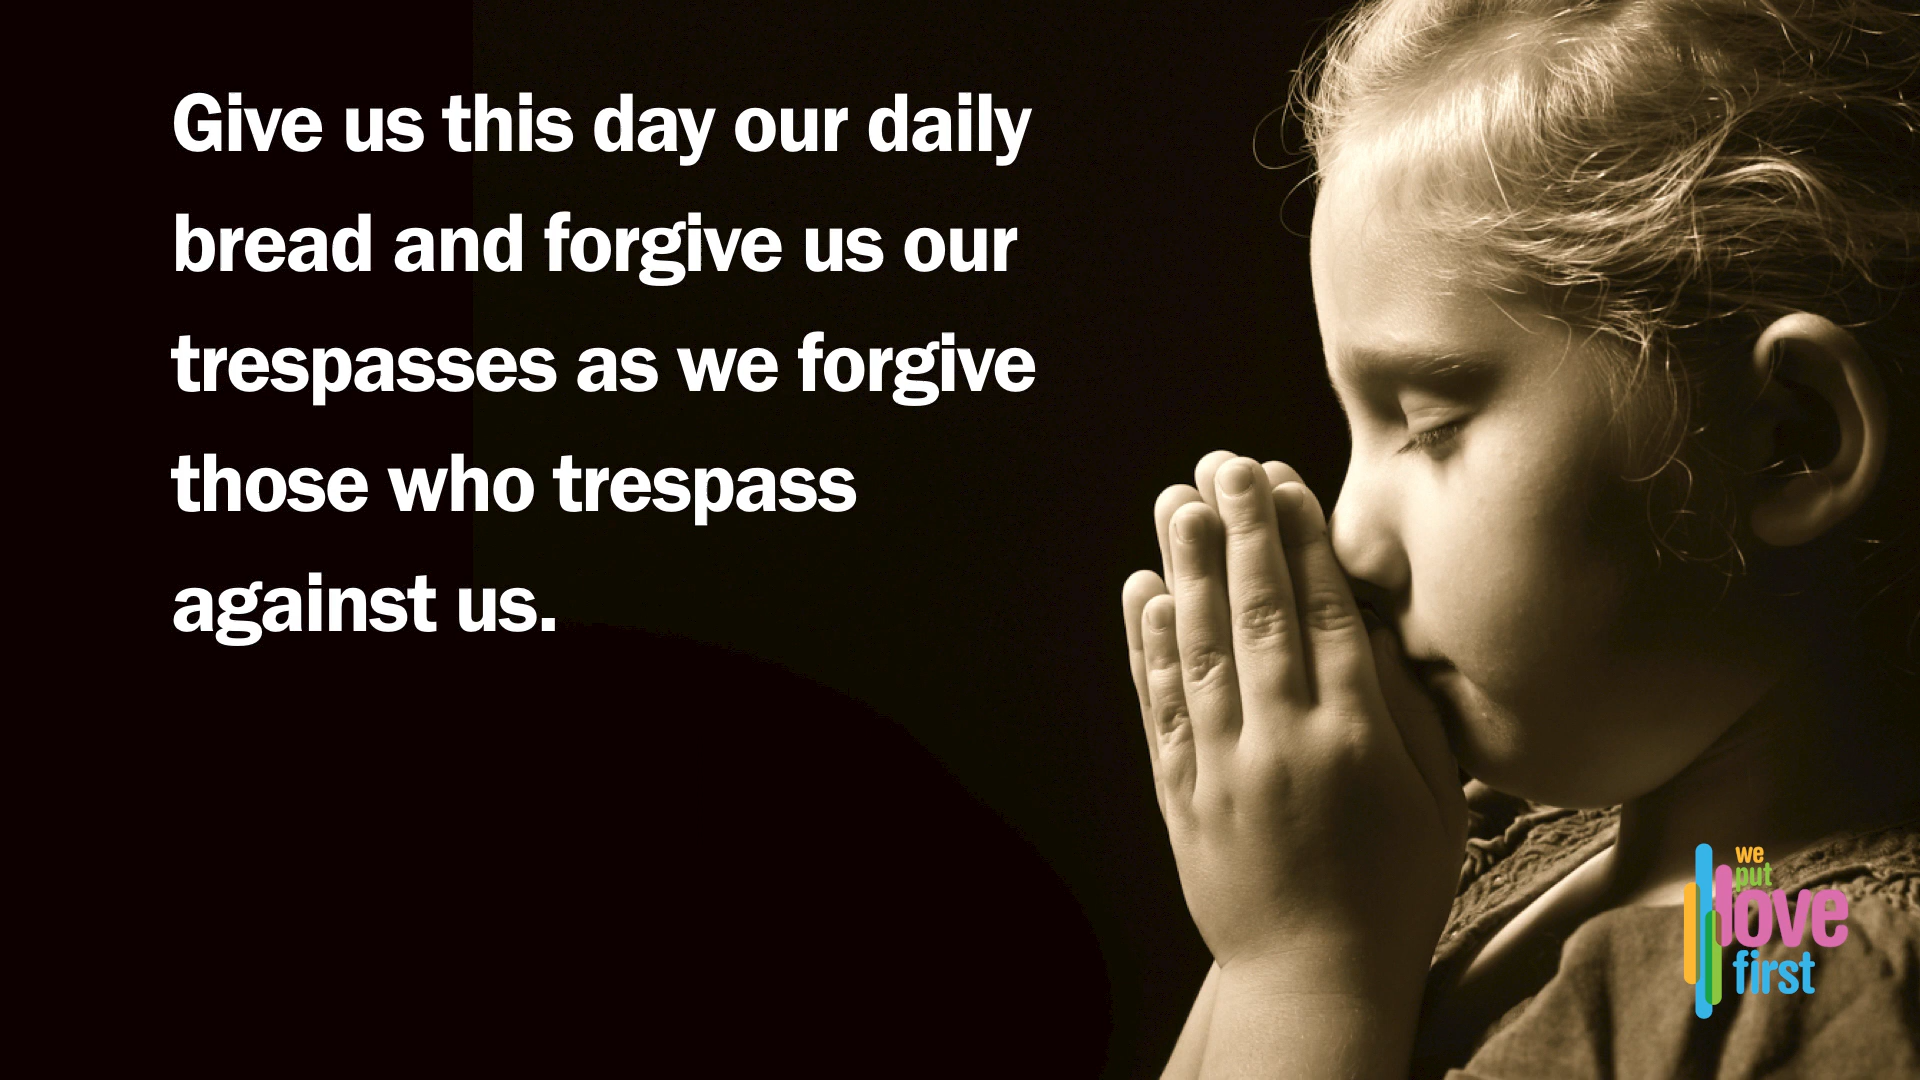 Give us this day our daily
bread and forgive us our
trespasses as we forgive
those who trespass
against us.
we
put
love
first